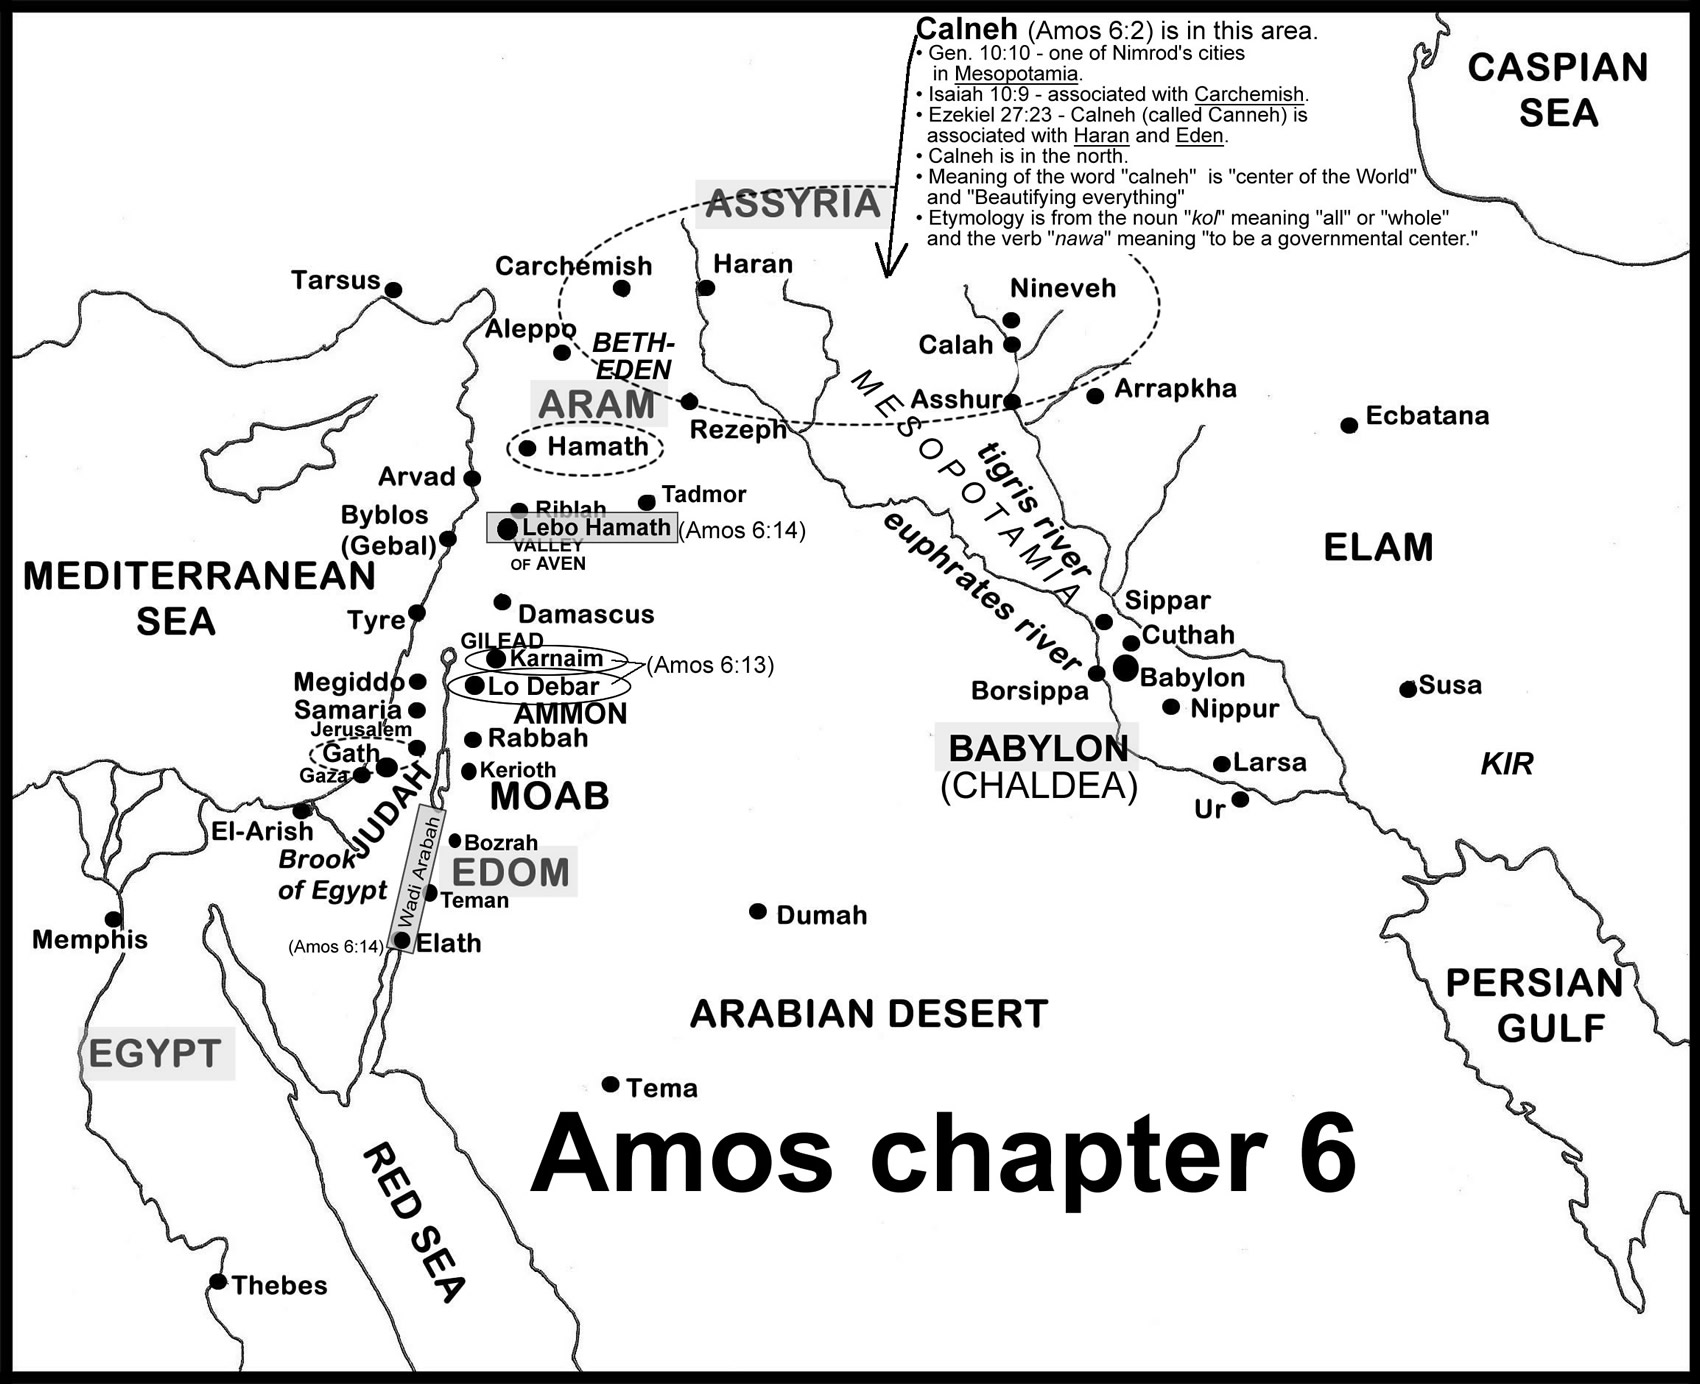 Calneh (Amos 6:2) is in this area.
• Gen. 10:10 - one of Nimrod's cities
in Mesopotamia.
• Isaiah 10:9 - associated with Carchemish.
• Ezekiel 27:23 - Calneh (called Canneh) is
associated with Haran and Eden.
• Calneh is in the north.
• Meaning of the word "calneh" is "center of the World"
and "Beautifying everything"
• Etymology is from the noun "kol" meaning "all" or "whole"
and the verb "nawa" meaning "to be a governmental center."
CASPIAN
SEA
ASSYRIA
Tarsus
Carchemish
Haran
Nineveh
Aleppo
BETH-
EDEN
Calah
ARAM
Asshur
Arrapkha
Rezeph
Ecbatana
Hamath
MESOPOTAMIA
tigris river
euphrates river
Arvad
Tadmor
Riblah
Byblos
(Gebal)
Lebo Hamath
(Amos 6:14)
VALLEY
OF AVEN
ELAM
MEDITERRANEAN
SEA
Tyre
Damascus
Sippar
Cuthah
GILEAD
Karnaim
(Amos 6:13)
Lo Debar
Megiddo
Samaria
AMMON
Borsippa
Babylon
Nippur
Susa
Jerusalem
Rabbah
Gath
Gaza
Kerioth
MOAB
JUDAH
BABYLON
(CHALDEA)
Larsa
Ur
KIR
El-Arish
Brook
of Egypt
Wadi Arabah
Bozrah
EDOM
Teman
(Amos 6:14)
Elath
Dumah
Memphis
ARABIAN DESERT
PERSIAN
GULF
EGYPT
Tema
Amos chapter 6
RED SEA
Thebes